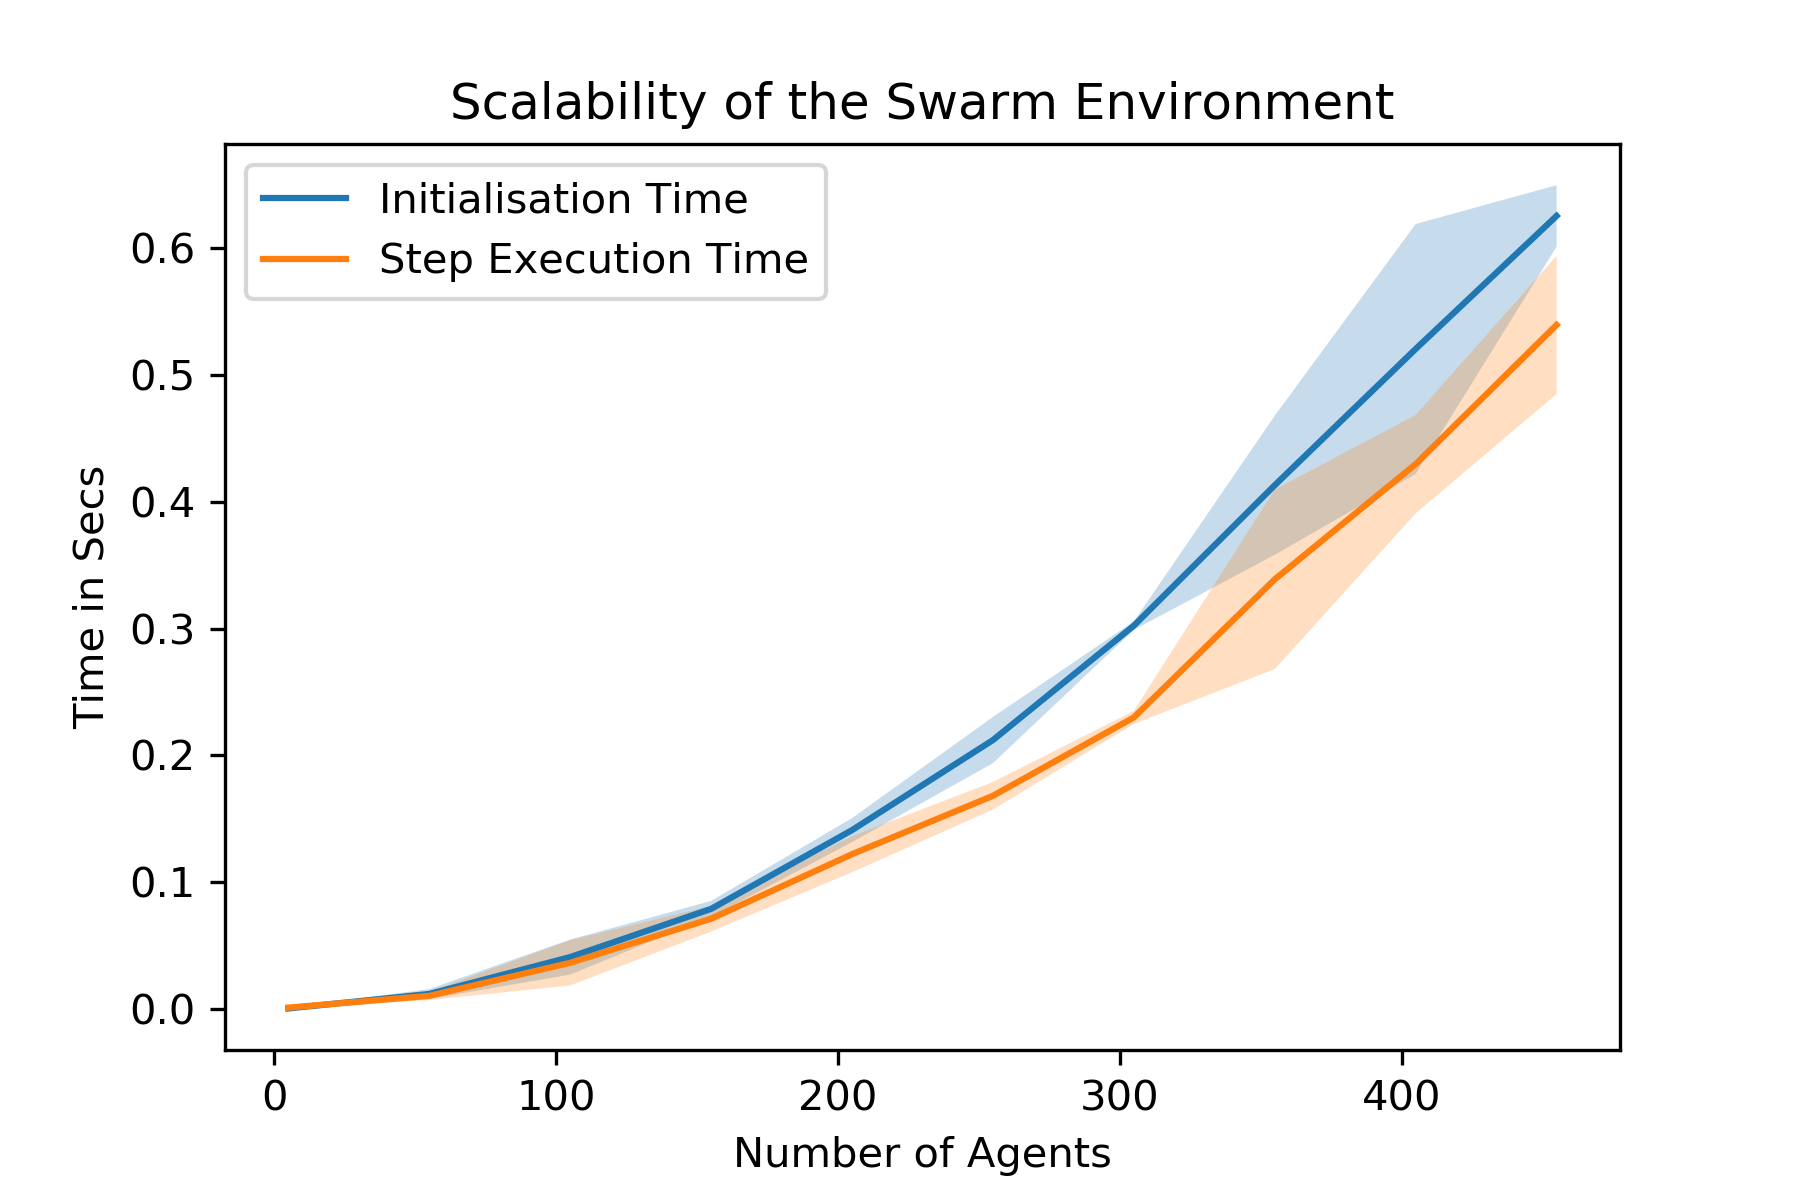 Scalability of the Swarm Environment
Initialisation Time
Step Execution Time
0.6
0.5
0.4
0.3
0.2
0.1
0.0
Time in Secs
0 100 200 300 400
Number of Agents